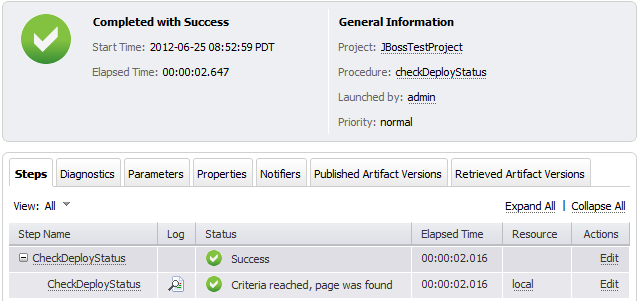 Completed with Success
Start Time: 2012-06-25 08:52:59 PDT
Elapsed Time: 00:00:02.647
General Information
Project: JBossTestProject
Procedure: checkDeployStatus
Launched by: admin
Priority: normal
Steps Diagnostics Parameters Properties Notifiers Published Artifact Versions Retrieved Artifact Versions
View: All Expand All | Collapse All
Step Name Log Status Elapsed Time Resource Actions
CheckDeployStatus Success 00:00:02.016 Edit
CheckDeployStatus Criteria reached, page was found 00:00:02.016 local Edit